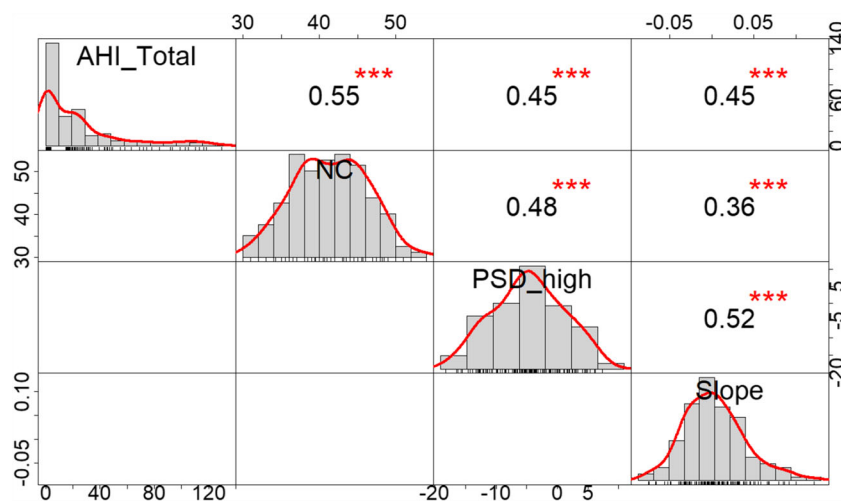 30 40 50
-0.05 0.05
AHI_Total
0.55 ***
0.45 ***
0.45 ***
0 60 140
30 40 50
NC
0.48 ***
0.36 ***
PSD_high
0.52 ***
-20 -5 5
-0.05 0.10
Slope
0 40 80 120
-20 -10 0 5